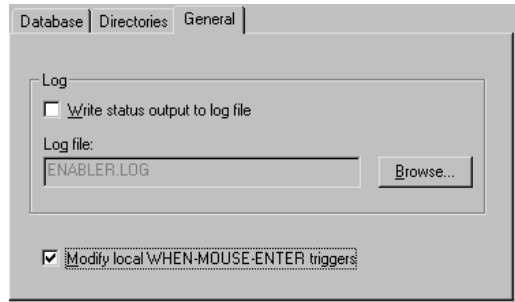 Database Directories General
Log
Write status output to log file
Log file:
ENABLER.LOG
Browse...
Modify local WHEN-MOUSE-ENTER triggers